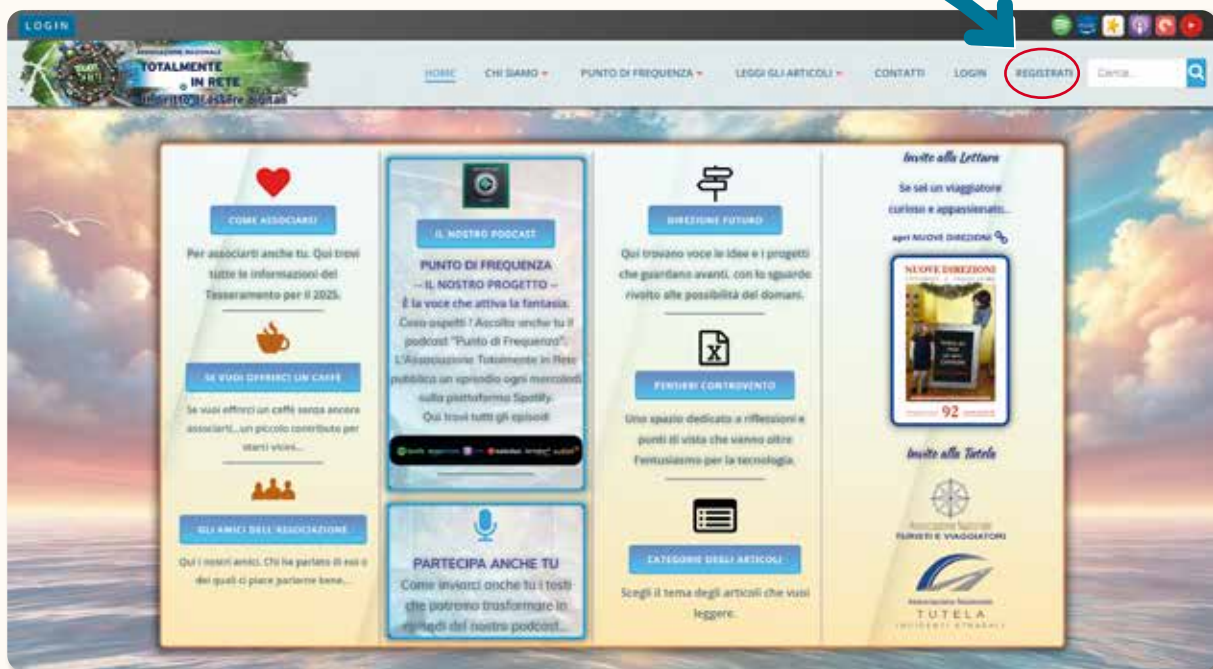 LOGIN
ASSOCIAZIONE NAZIONALE
TOTALMENTE
IN RETE
HOME CHI SIAMO PUNTO DI FREQUENZA LEGGI GLI ARTICOLI CONTATTI LOGIN REGISTRATI Cerca...
COME ASSOCIARSI
Per associarti anche tu. Qui trovi
tutte le informazioni del
Tesseramento per il 2025.
SE VUOI OFFRIRCI UN CAFFÈ
Se vuoi offrirci un caffè senza ancora
associarti...un piccolo contributo per
starci vicini...
GLI AMICI DELL'ASSOCIAZIONE
Qui i nostri amici. Chi ha parlato di noi o
dei quali ci piace parlarne bene...
IL NOSTRO PODCAST
PUNTO DI FREQUENZA
-- IL NOSTRO PROGETTO --
È la voce che attiva la fantasia.
Cosa aspetti ? Ascolta anche tu il
podcast "Punto di Frequenza".
L'Associazione Totalmente in Rete
pubblica un episodio ogni mercoledì
sulla piattaforma Spotify.
Qui trovi tutti gli episodi
PARTECIPA ANCHE TU
Come inviarci anche tu i testi
che potremo trasformare in
episodi del nostro podcast...
DIREZIONE FUTURO
Qui trovano voce le idee e i progetti
che guardano avanti, con lo sguardo
rivolto alle possibilità del domani.
PENSIERI CONTROVENTO
Uno spazio dedicato a riflessioni e
punti di vista che vanno oltre
l'entusiasmo per la tecnologia.
CATEGORIE DEGLI ARTICOLI
Scegli il tema degli articoli che vuoi
leggere.
Invito alla Lettura
Se sei un viaggiatore
curioso e appassionato...
apri NUOVE DIREZIONI
NUOVE DIREZIONI
92
Invito alla Tutela
Associazione Nazionale
TURISTI E VIAGGIATORI
Associazione Nazionale
TUTELA
INCIDENTI STRADALI